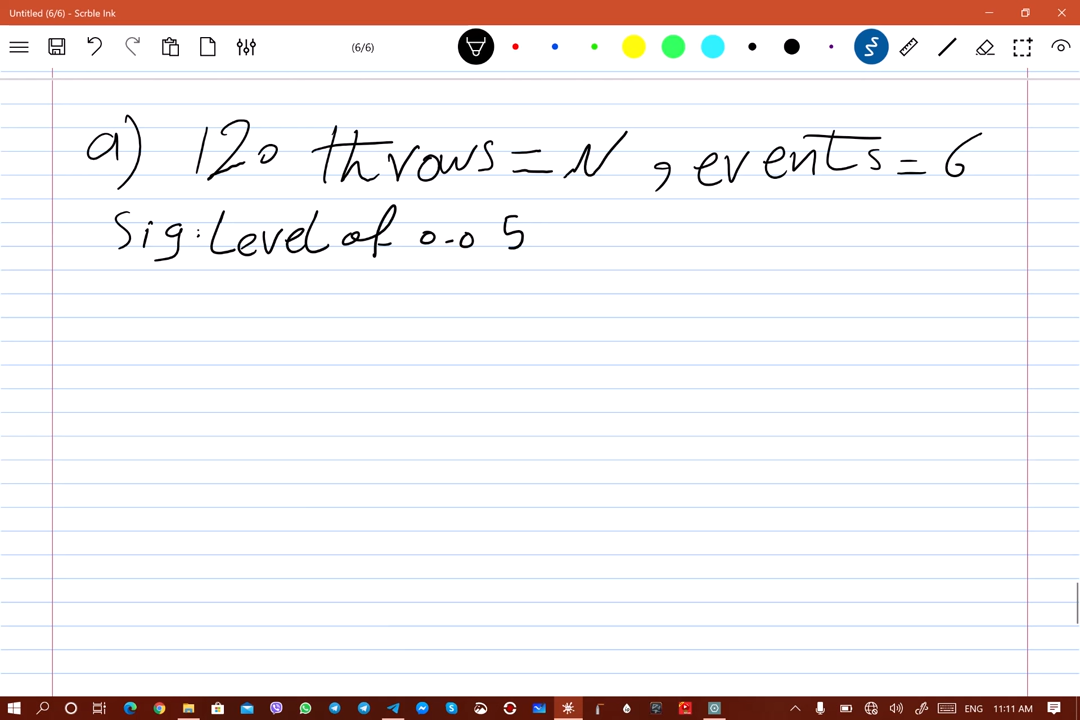 Untitled (6/6) - Scrble Ink
(6/6)
a) 120 throws = N , events = 6
Sig: Level of 0.05
ENG 11:11 AM